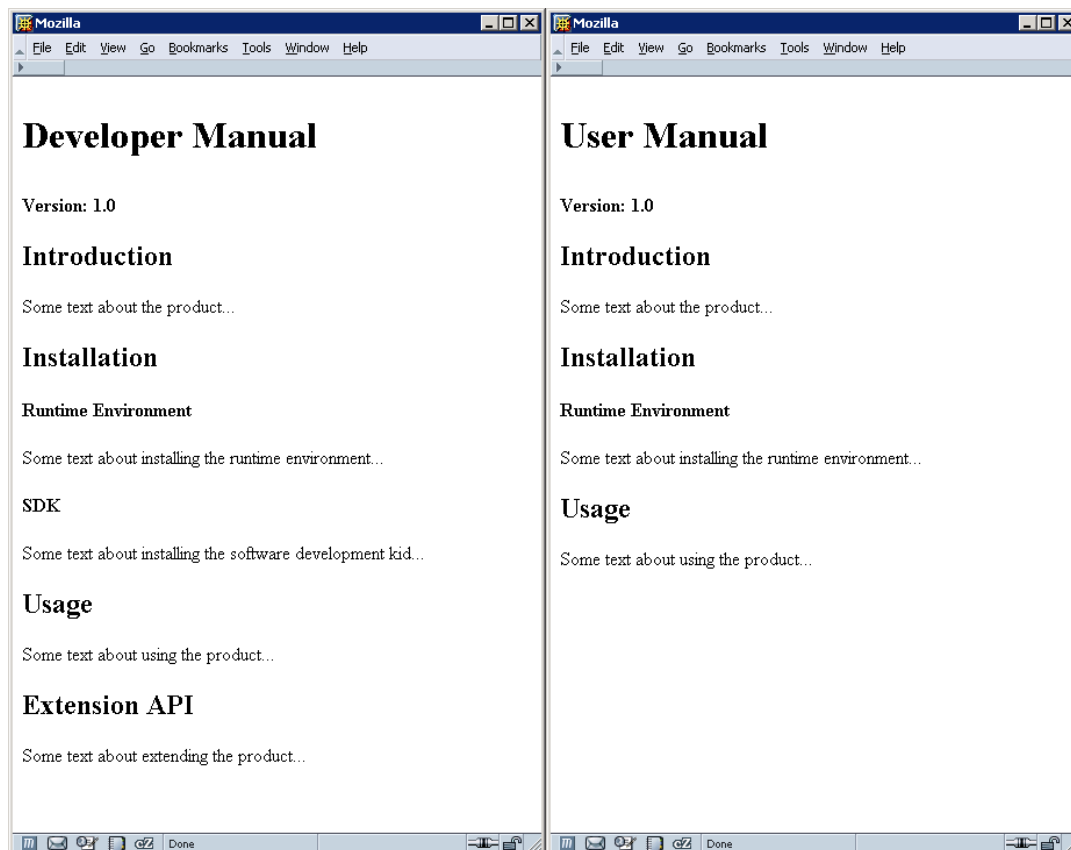 Mozilla
File Edit View Go Bookmarks Tools Window Help
Developer Manual
Version: 1.0
Introduction
Some text about the product...
Installation
Runtime Environment
Some text about installing the runtime environment...
SDK
Some text about installing the software development kid...
Usage
Some text about using the product...
Extension API
Some text about extending the product...
Done
Mozilla
File Edit View Go Bookmarks Tools Window Help
User Manual
Version: 1.0
Introduction
Some text about the product...
Installation
Runtime Environment
Some text about installing the runtime environment...
Usage
Some text about using the product...
Done